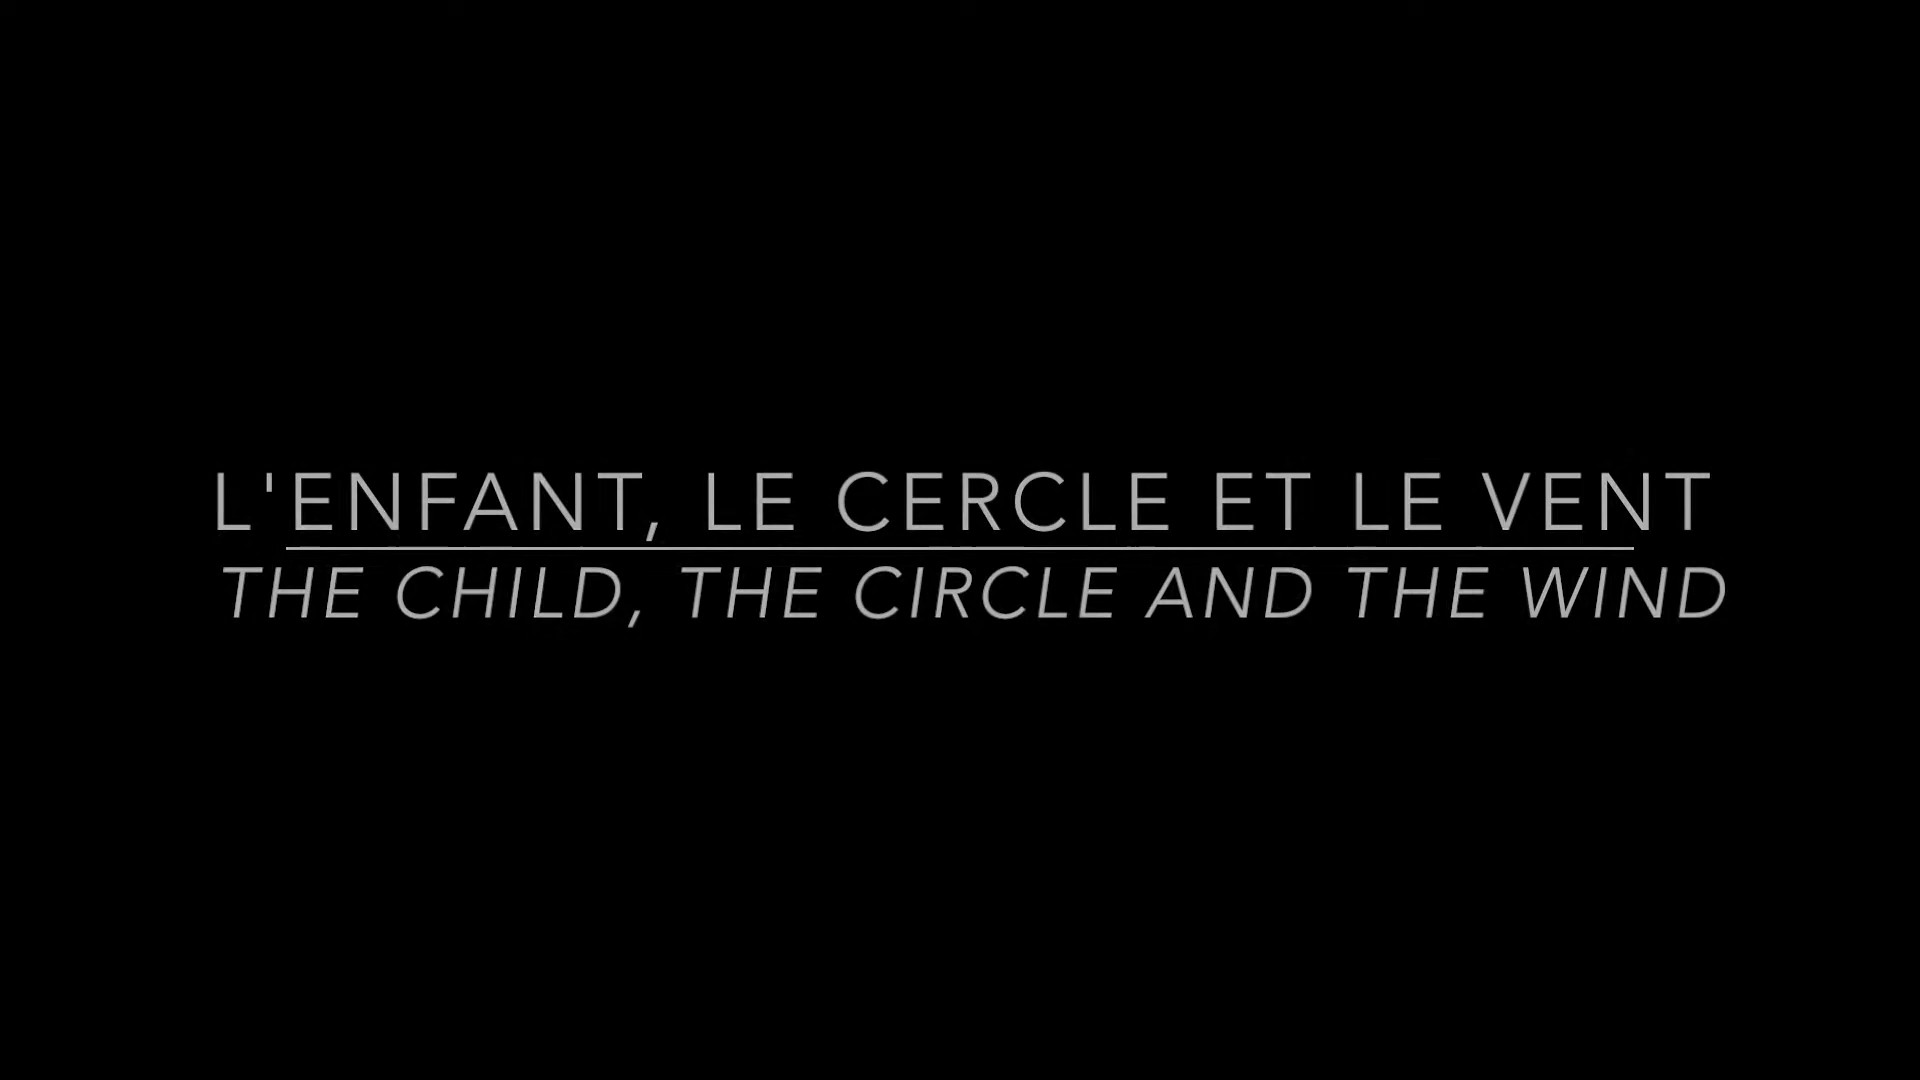 L'ENFANT, LE CERCLE ET LE VENT
THE CHILD, THE CIRCLE AND THE WIND